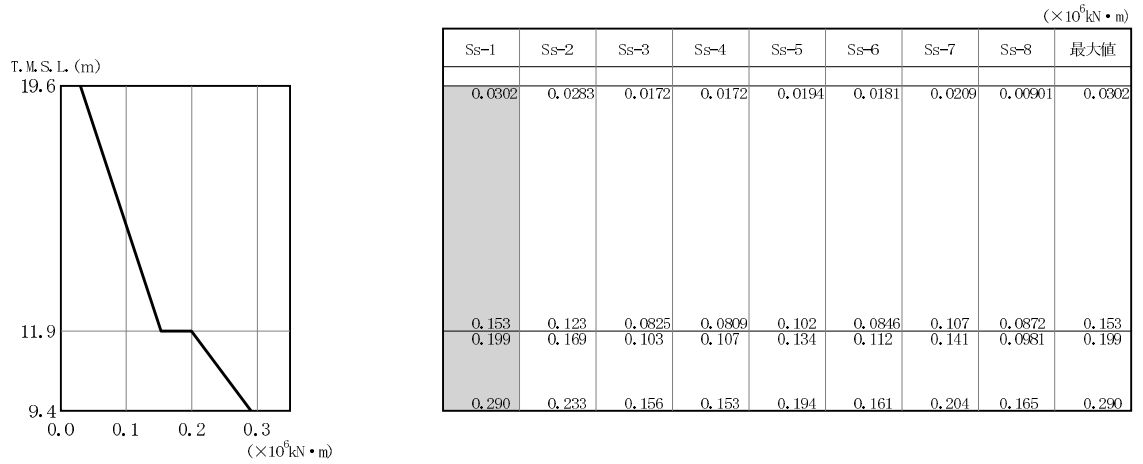 (×10⁶kN・m)
Ss-1 Ss-2 Ss-3 Ss-4 Ss-5 Ss-6 Ss-7 Ss-8 最大値
T.M.S.L.(m)
19.6
0.0302 0.0283 0.0172 0.0172 0.0194 0.0181 0.0209 0.00901 0.0302
0.153 0.123 0.0825 0.0809 0.102 0.0846 0.107 0.0872 0.153
11.9
0.199 0.169 0.103 0.107 0.134 0.112 0.141 0.0981 0.199
0.290 0.233 0.156 0.153 0.194 0.161 0.204 0.165 0.290
9.4
0.0 0.1 0.2 0.3
(×10⁶kN・m)